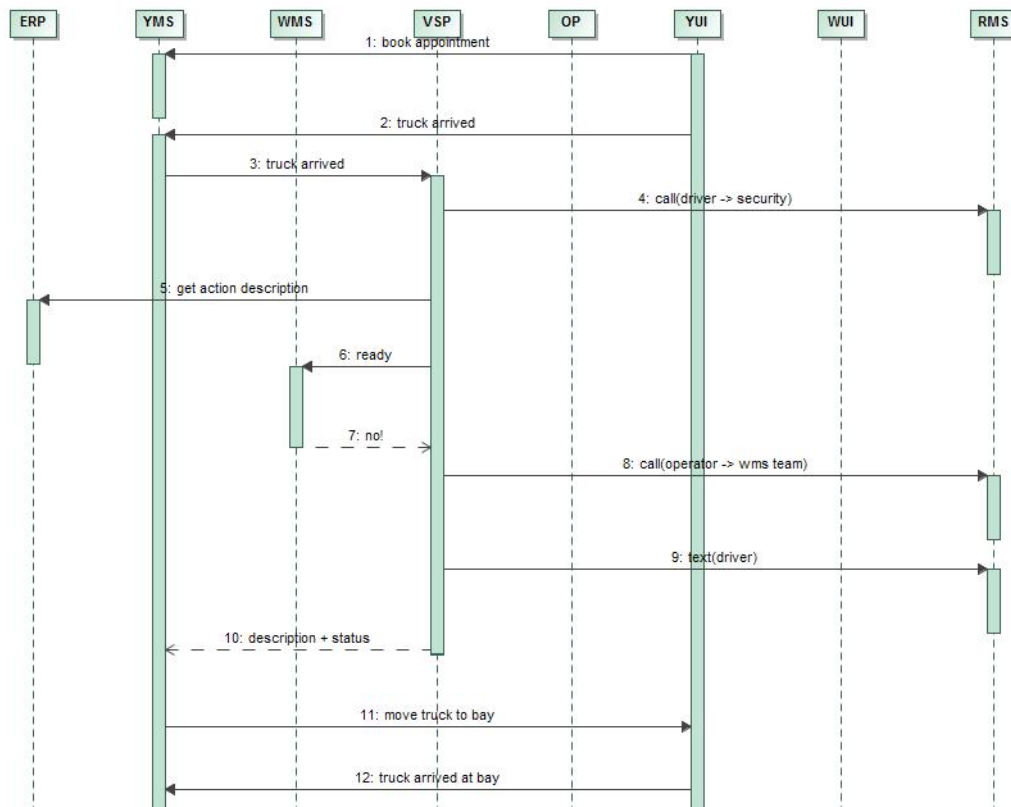 ERP
YMS
WMS
VSP
OP
YUI
WUI
RMS
1: book appointment
2: truck arrived
3: truck arrived
4: call(driver -> security)
5: get action description
6: ready
7: no!
8: call(operator -> wms team)
9: text(driver)
10: description + status
11: move truck to bay
12: truck arrived at bay